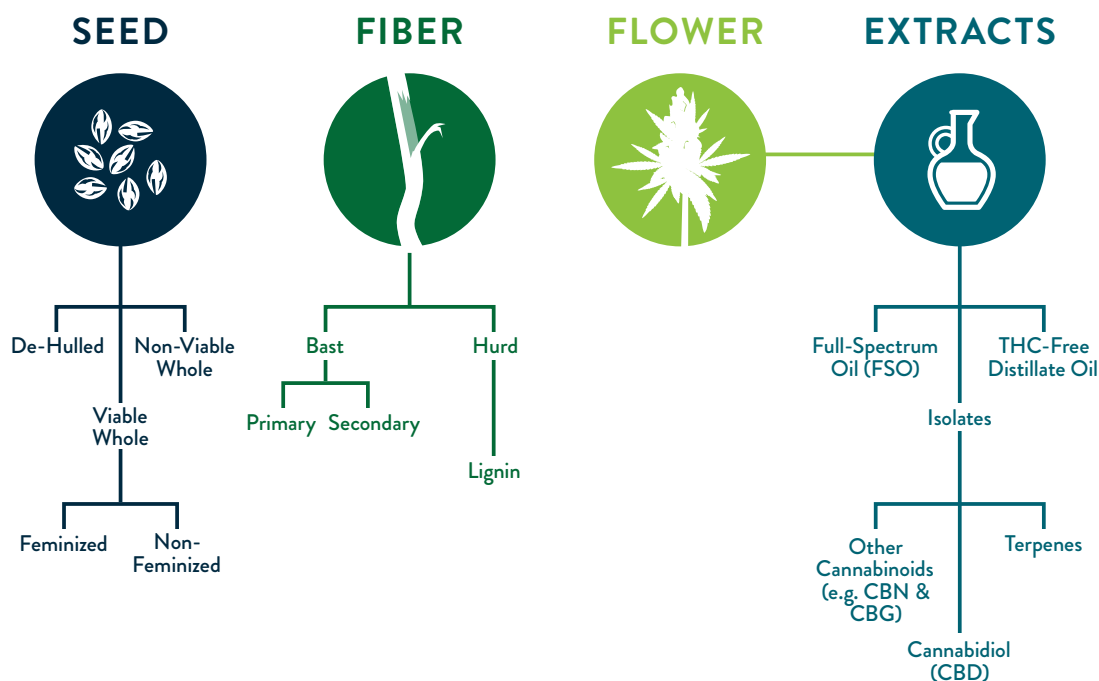 SEED
FIBER
FLOWER
EXTRACTS
De-Hulled
Non-Viable
Whole
Viable
Whole
Feminized
Non-
Feminized
Bast
Hurd
Primary
Secondary
Lignin
Full-Spectrum
Oil (FSO)
THC-Free
Distillate Oil
Isolates
Other
Cannabinoids
(e.g. CBN &
CBG)
Terpenes
Cannabidiol
(CBD)